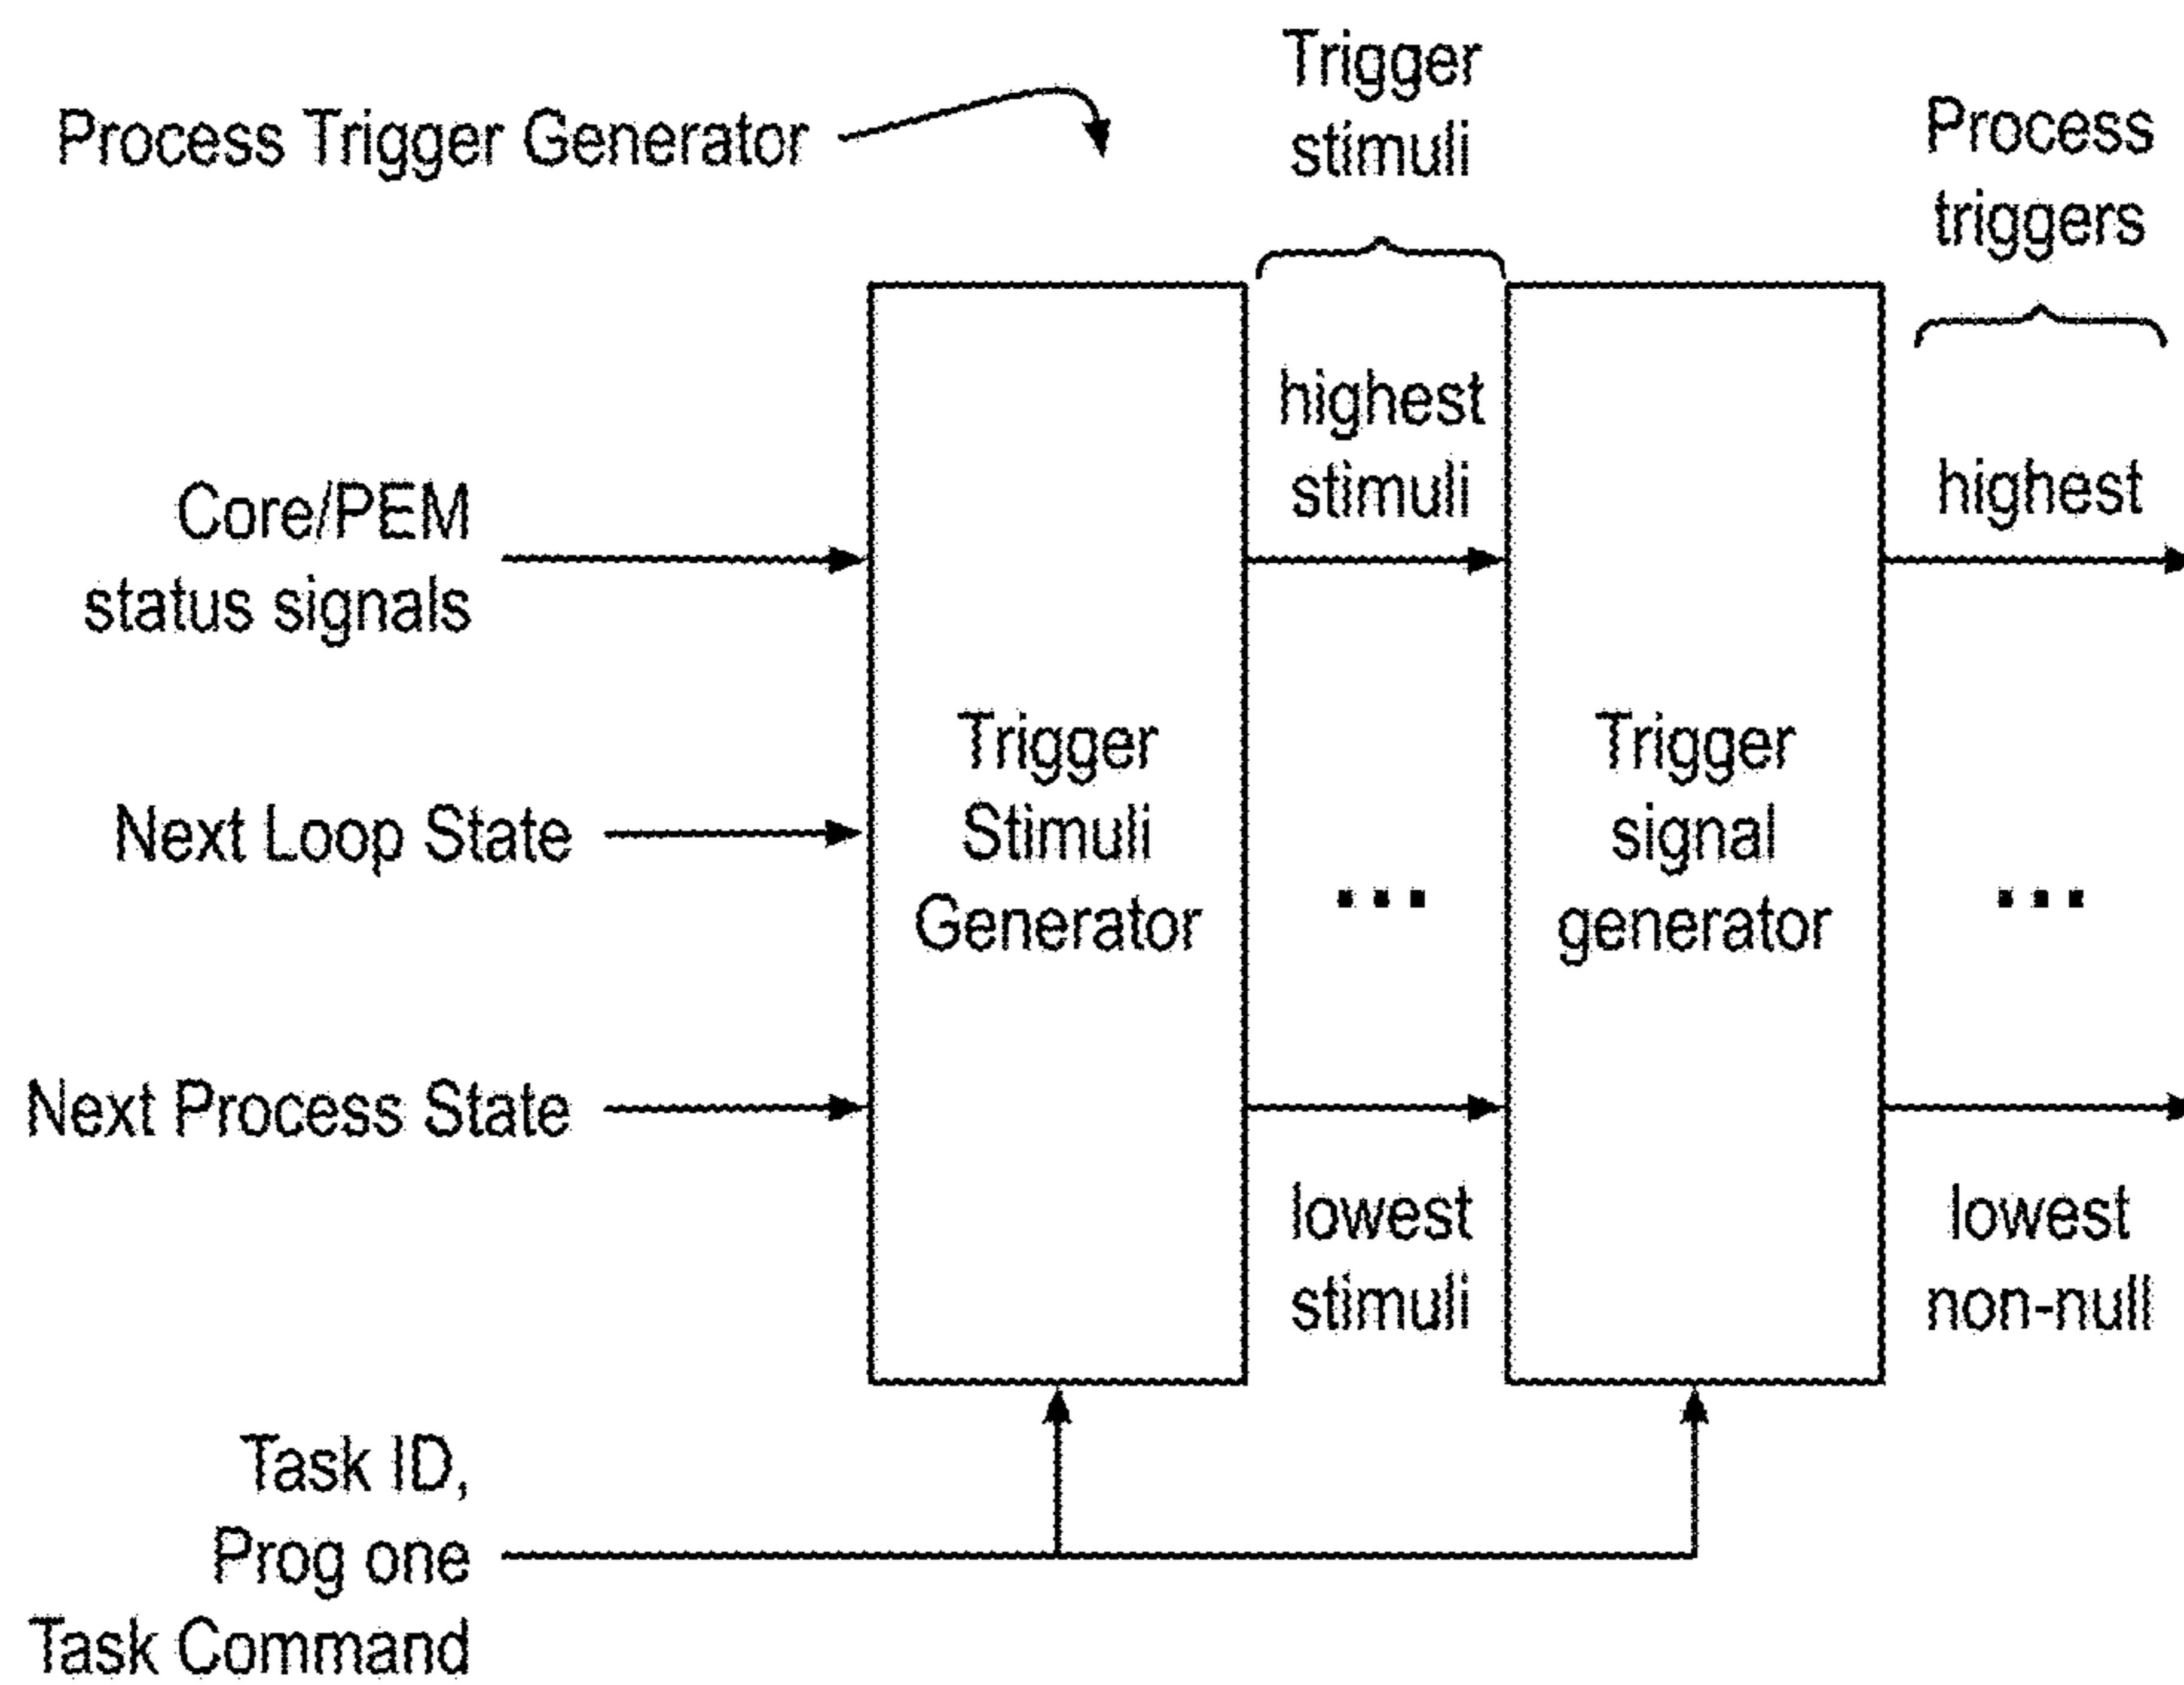 Process Trigger Generator
Trigger
stimuli
Process
triggers
highest
stimuli
highest
Core/PEM
status signals
Next Loop State
Next Process State
Trigger
Stimuli
Generator
...
Trigger
signal
generator
...
lowest
stimuli
lowest
non-null
Task ID,
Prog one
Task Command